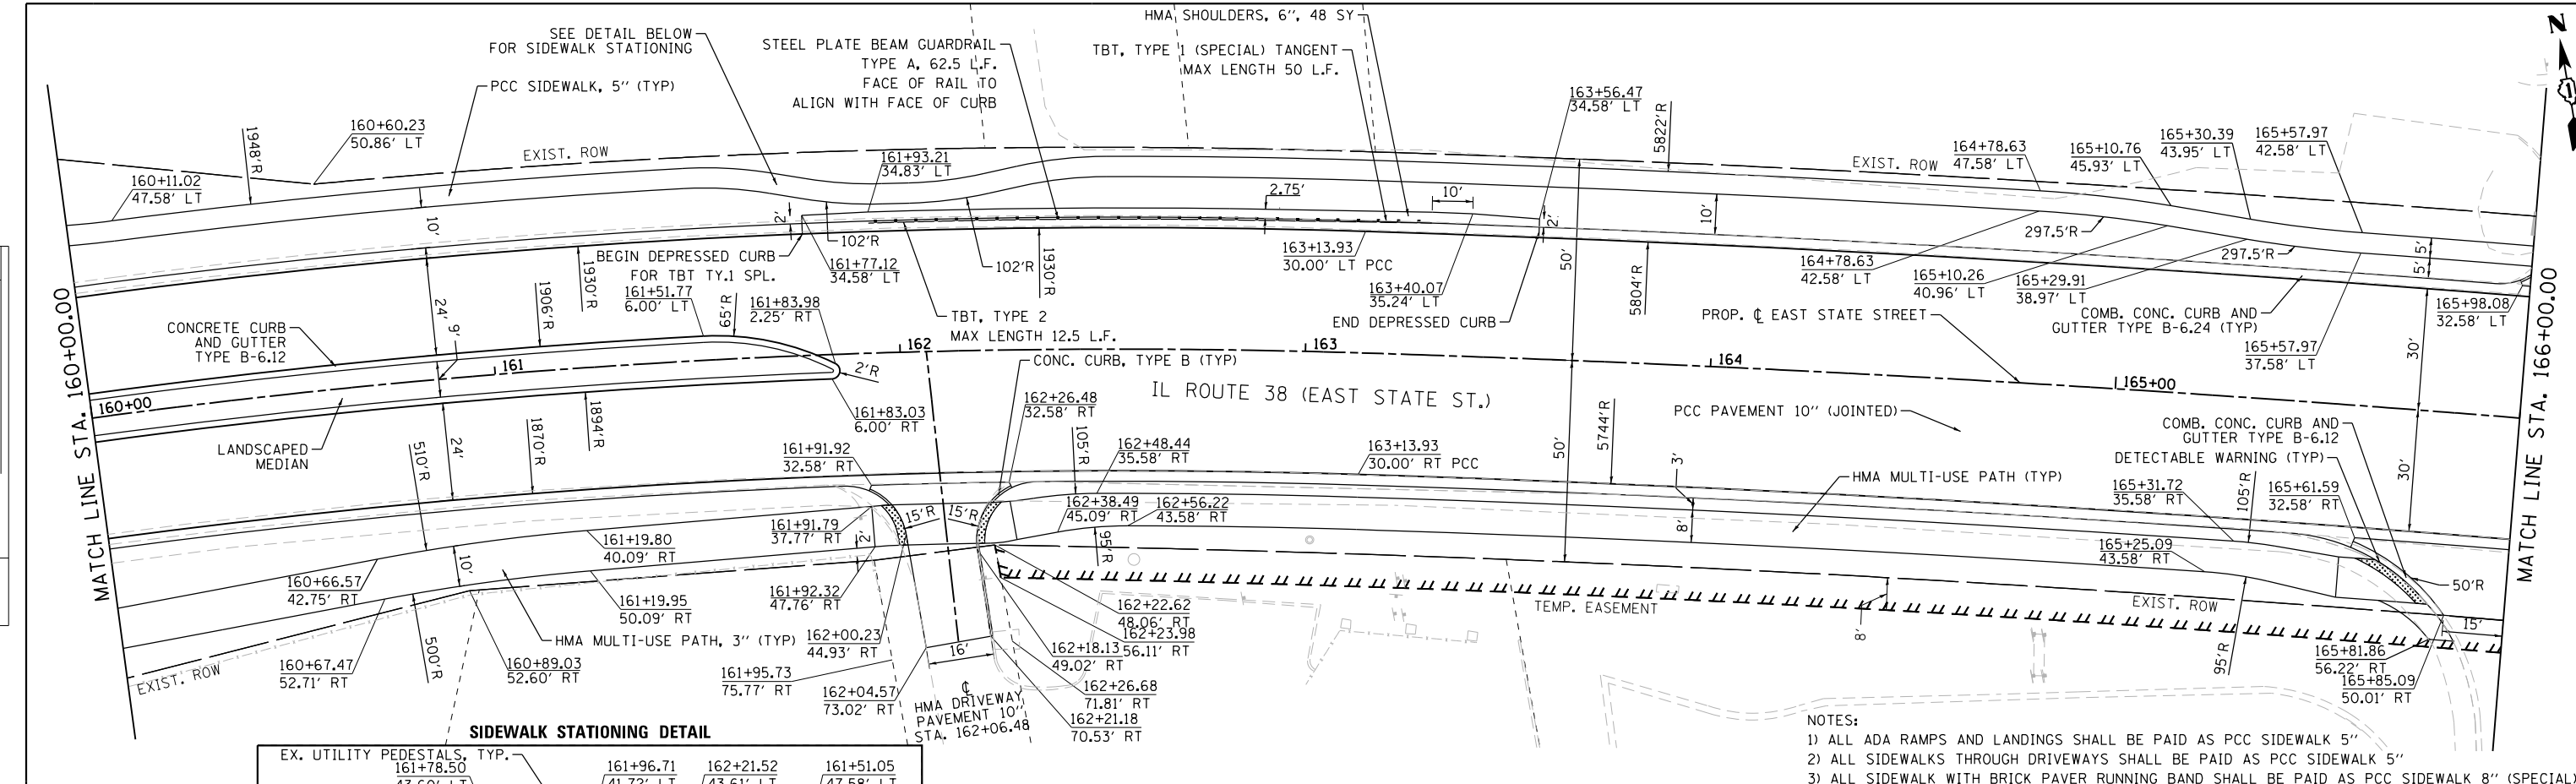 HMA SHOULDERS, 6'', 48 SY
SEE DETAIL BELOW
FOR SIDEWALK STATIONING
STEEL PLATE BEAM GUARDRAIL
TYPE A, 62.5 L.F.
FACE OF RAIL TO
ALIGN WITH FACE OF CURB
TBT, TYPE 1 (SPECIAL) TANGENT
MAX LENGTH 50 L.F.
N
PCC SIDEWALK, 5'' (TYP)
163+56.47
34.58' LT
5822'R
160+60.23
50.86' LT
1948'R
EXIST. ROW
161+93.21
34.83' LT
EXIST. ROW
164+78.63
47.58' LT
165+10.76
45.93' LT
165+30.39
43.95' LT
165+57.97
42.58' LT
160+11.02
47.58' LT
10'
2'
2.75'
10'
2'
10'
102'R
102'R
BEGIN DEPRESSED CURB
FOR TBT TY.1 SPL.
161+77.12
34.58' LT
1930'R
1930'R
163+13.93
30.00' LT PCC
163+40.07
35.24' LT
END DEPRESSED CURB
50'
5804'R
164+78.63
42.58' LT
297.5'R
165+10.26
40.96' LT
165+29.91
38.97' LT
297.5'R
5'
5'
165+98.08
32.58' LT
COMB. CONC. CURB AND
GUTTER TYPE B-6.24 (TYP)
165+57.97
37.58' LT
PROP. ℄ EAST STATE STREET
MATCH LINE STA. 160+00.00
MATCH LINE STA. 166+00.00
CONCRETE CURB
AND GUTTER
TYPE B-6.12
24'
9'
1906'R
161+51.77
6.00' LT
65'R
161+83.98
2.25' RT
TBT, TYPE 2
MAX LENGTH 12.5 L.F.
CONC. CURB, TYPE B (TYP)
30'
160+00
161
162
163
164
165+00
2'R
IL ROUTE 38 (EAST STATE ST.)
LANDSCAPED
MEDIAN
24'
510'R
1870'R
1894'R
161+83.03
6.00' RT
162+26.48
32.58' RT
161+91.92
32.58' RT
105'R
162+48.44
35.58' RT
163+13.93
30.00' RT PCC
50'
5744'R
3'
PCC PAVEMENT 10'' (JOINTED)
COMB. CONC. CURB AND
GUTTER TYPE B-6.12
DETECTABLE WARNING (TYP)
HMA MULTI-USE PATH (TYP)
165+31.72
35.58' RT
105'R
165+61.59
32.58' RT
30'
161+91.79
37.77' RT
15'R
15'R
162+38.49
45.09' RT
162+56.22
43.58' RT
8'
95'R
161+19.80
40.09' RT
2'
165+25.09
43.58' RT
50'R
160+66.57
42.75' RT
10'
161+19.95
50.09' RT
161+92.32
47.76' RT
162+22.62
48.06' RT
162+23.98
56.11' RT
TEMP. EASEMENT
EXIST. ROW
15'
8'
HMA MULTI-USE PATH, 3'' (TYP)
162+00.23
44.93' RT
162+18.13
49.02' RT
16'
160+67.47
52.71' RT
500'R
160+89.03
52.60' RT
161+95.73
75.77' RT
162+04.57
73.02' RT
162+26.68
71.81' RT
162+21.18
70.53' RT
95'R
165+81.86
56.22' RT
165+85.09
50.01' RT
EXIST. ROW
℄
HMA DRIVEWAY
PAVEMENT 10''
STA. 162+06.48
SIDEWALK STATIONING DETAIL
EX. UTILITY PEDESTALS, TYP.
161+78.50
43.60' LT
161+96.71
41.72' LT
162+21.52
43.61' LT
161+51.05
47.58' LT
NOTES:
1) ALL ADA RAMPS AND LANDINGS SHALL BE PAID AS PCC SIDEWALK 5''
2) ALL SIDEWALKS THROUGH DRIVEWAYS SHALL BE PAID AS PCC SIDEWALK 5''
3) ALL SIDEWALK WITH BRICK PAVER RUNNING BAND SHALL BE PAID AS PCC SIDEWALK 8'' (SPECIAL)